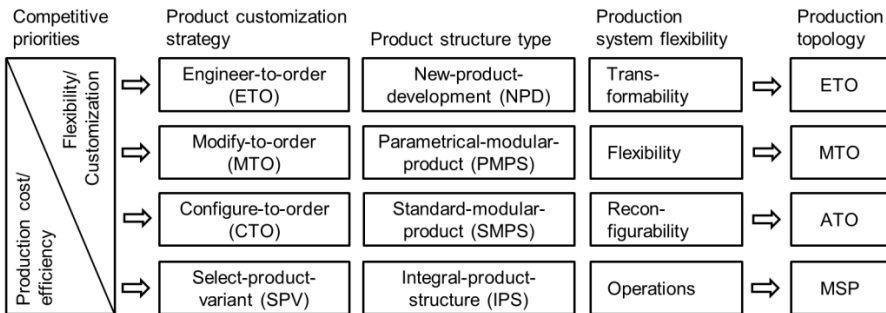 Competitive
priorities
Product customization
strategy
Product structure type
Production
system flexibility
Production
topology
Flexibility/
Customization
Production cost/
efficiency
Engineer-to-order
(ETO)
New-product-
development (NPD)
Trans-
formability
ETO
Modify-to-order
(MTO)
Parametrical-modular-
product (PMPS)
Flexibility
MTO
Configure-to-order
(CTO)
Standard-modular-
product (SMPS)
Recon-
figurability
ATO
Select-product-
variant (SPV)
Integral-product-
structure (IPS)
Operations
MSP